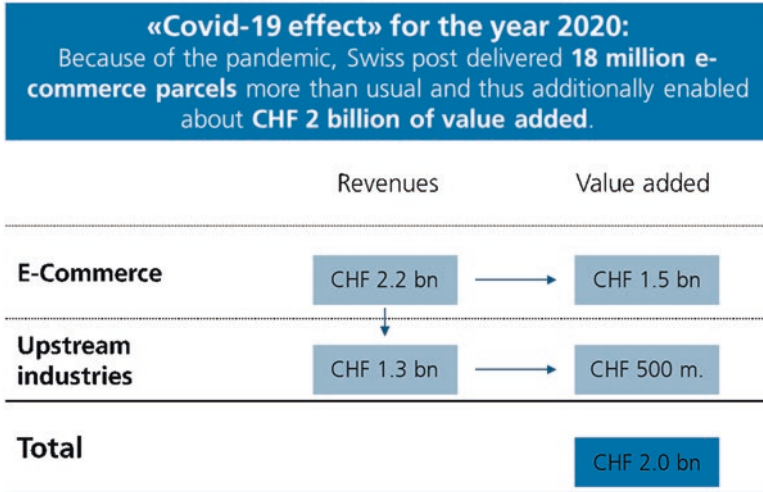 «Covid-19 effect» for the year 2020:
Because of the pandemic, Swiss post delivered 18 million e-
commerce parcels more than usual and thus additionally enabled
about CHF 2 billion of value added.
Revenues Value added
E-Commerce CHF 2.2 bn CHF 1.5 bn
Upstream
industries CHF 1.3 bn CHF 500 m.
Total CHF 2.0 bn